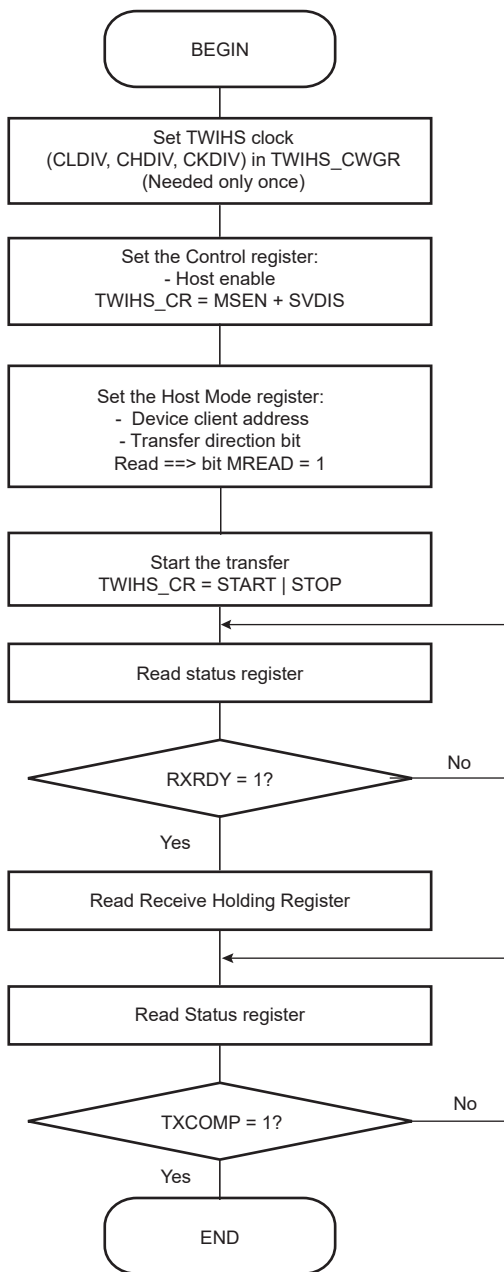 BEGIN
Set TWIHS clock
(CLDIV, CHDIV, CKDIV) in TWIHS_CWGR
(Needed only once)
Set the Control register:
- Host enable
TWIHS_CR = MSEN + SVDIS
Set the Host Mode register:
- Device client address
- Transfer direction bit
Read ==> bit MREAD = 1
Start the transfer
TWIHS_CR = START | STOP
Read status register
RXRDY = 1?
No
Yes
Read Receive Holding Register
Read Status register
TXCOMP = 1?
No
Yes
END